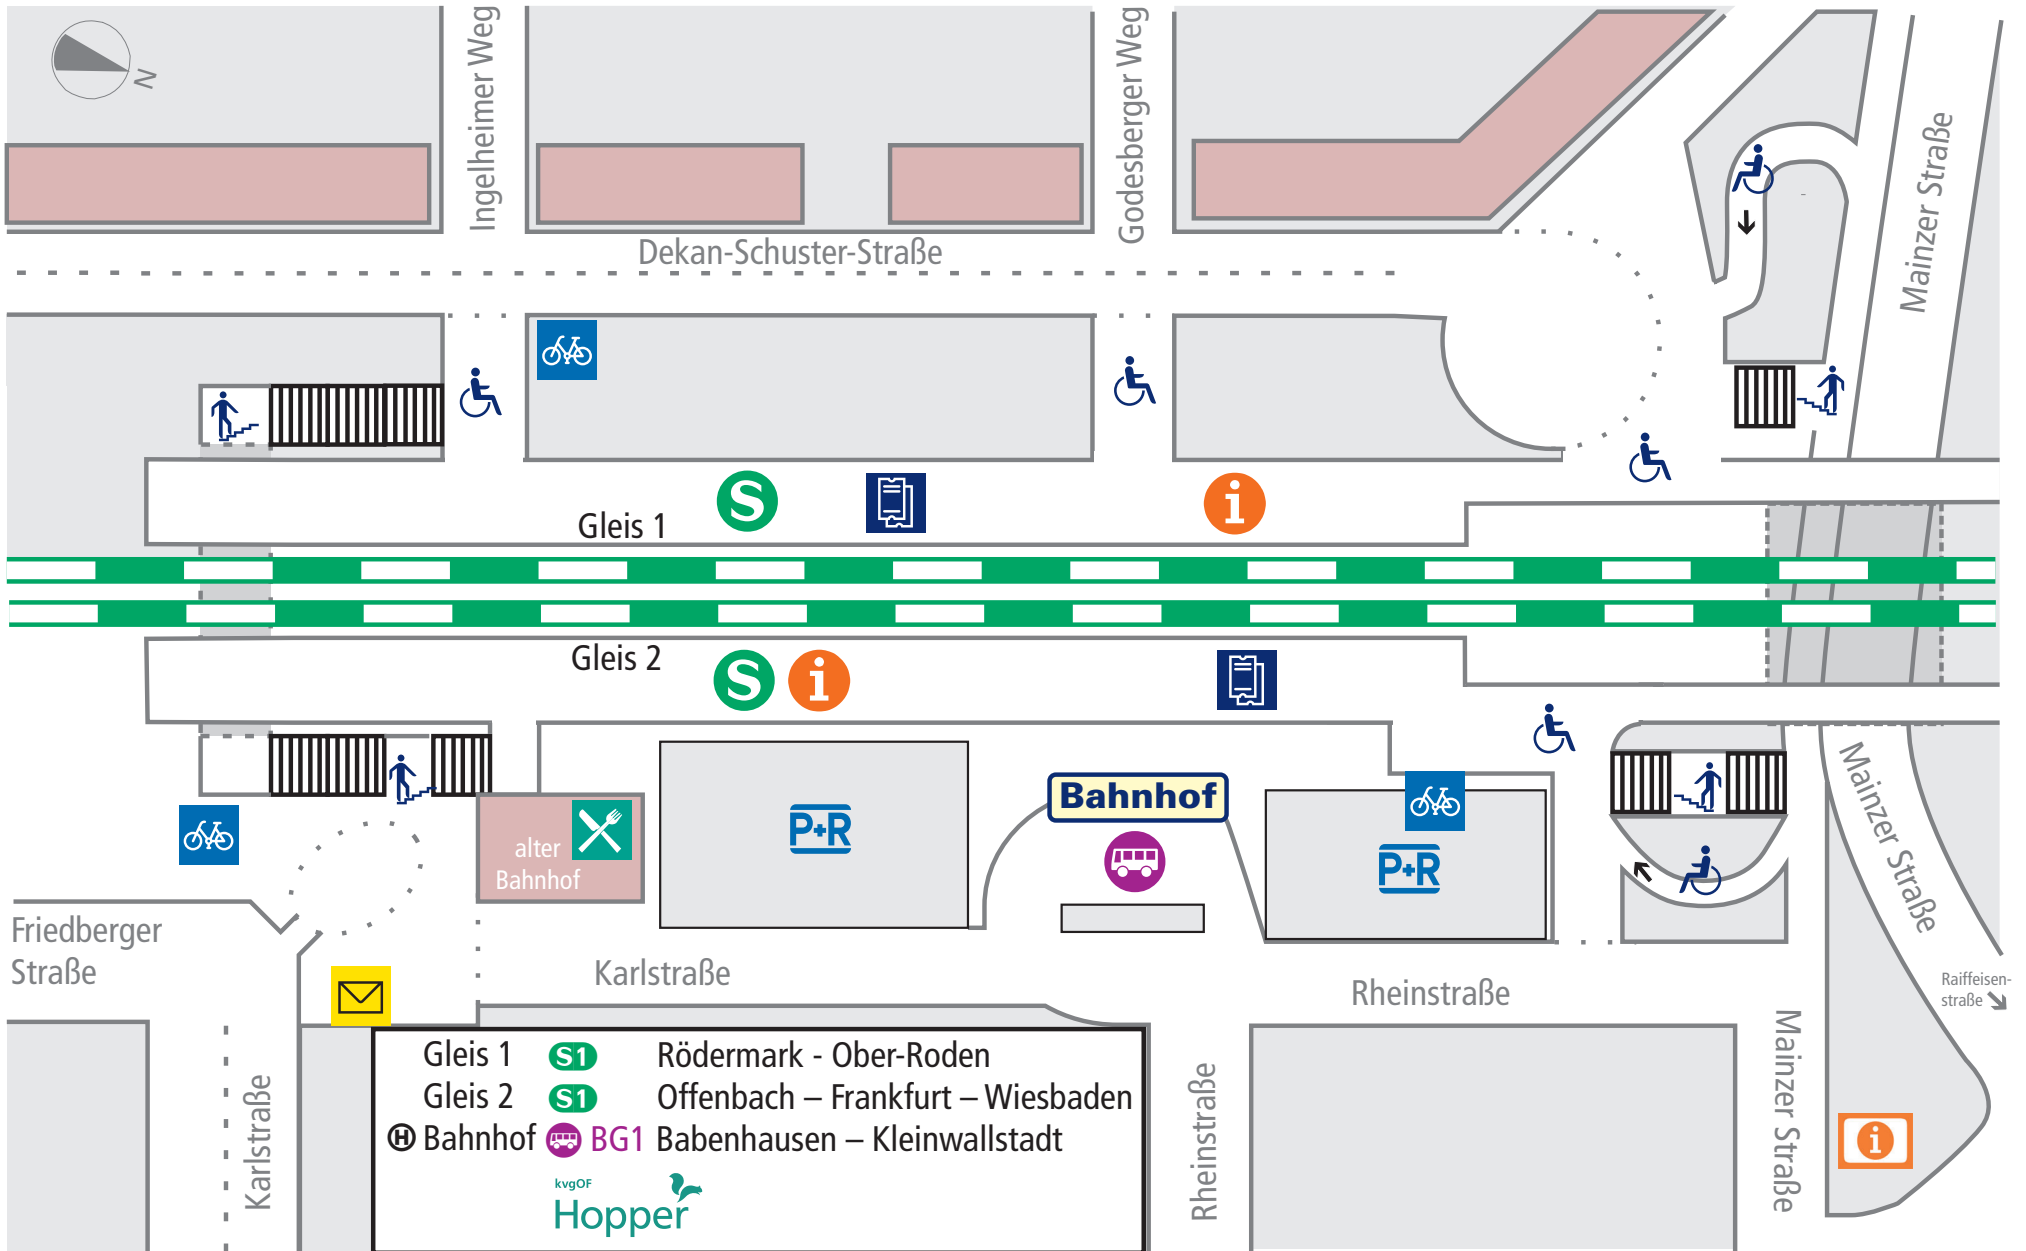 N
Ingelheimer Weg
Godesberger Weg
Mainzer Straße
Dekan-Schuster-Straße
S
i
Gleis 1
Gleis 2
S
i
Bahnhof
P+R
P+R
alter
Bahnhof
Mainzer Straße
Friedberger
Straße
Karlstraße
Rheinstraße
Raiffeisen-
straße
Karlstraße
Rheinstraße
Mainzer Straße
i
Gleis 1 S1 Rödermark - Ober-Roden
Gleis 2 S1 Offenbach – Frankfurt – Wiesbaden
H Bahnhof BG1 Babenhausen – Kleinwallstadt
kvgOF
Hopper